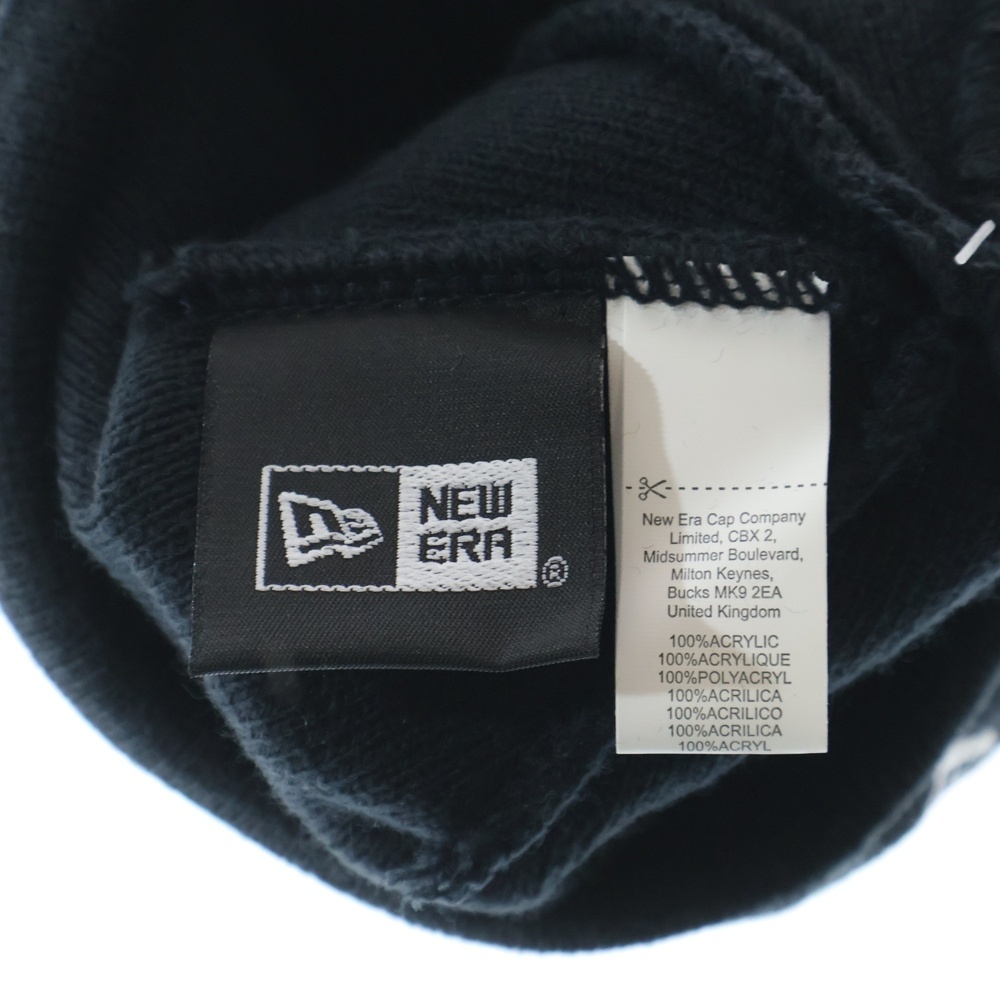 NEW
ERA
®
New Era Cap Company
Limited, CBX 2,
Midsummer Boulevard,
Milton Keynes,
Bucks MK9 2EA
United Kingdom
100%ACRYLIC
100%ACRYLIQUE
100%POLYACRYL
100%ACRILICA
100%ACRILICO
100%ACRILICA
100%ACRYL